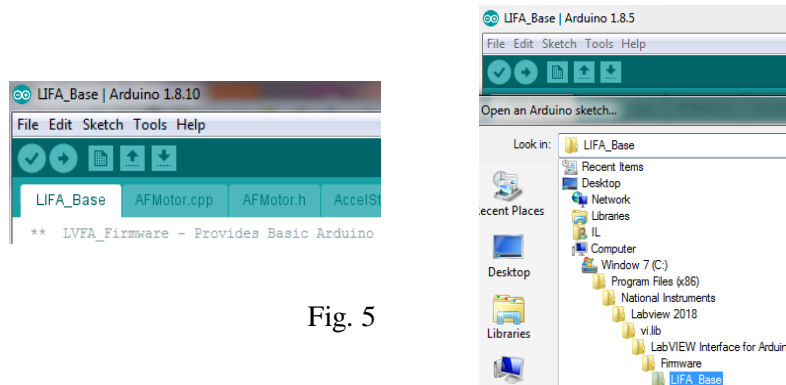 LIFA_Base | Arduino 1.8.10
File Edit Sketch Tools Help
LIFA_Base AFMotor.cpp AFMotor.h
** LVFA_Firmware - Provides Basic Arduino
Fig. 5
LIFA_Base | Arduino 1.8.5
File Edit Sketch Tools Help
Open an Arduino sketch...
Look in: LIFA_Base
Recent Items
Desktop
Network
Libraries
IL
Computer
Window 7 (C:)
Program Files (x86)
National Instruments
Labview 2018
vi.lib
LabVIEW Interface for
Firmware
LIFA_Base
Places
Desktop
Libraries